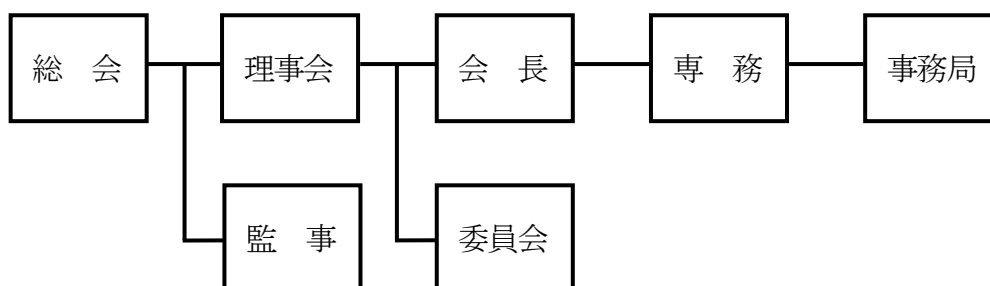 総　会
理事会
会　長
専　務
事務局
監　事
委員会